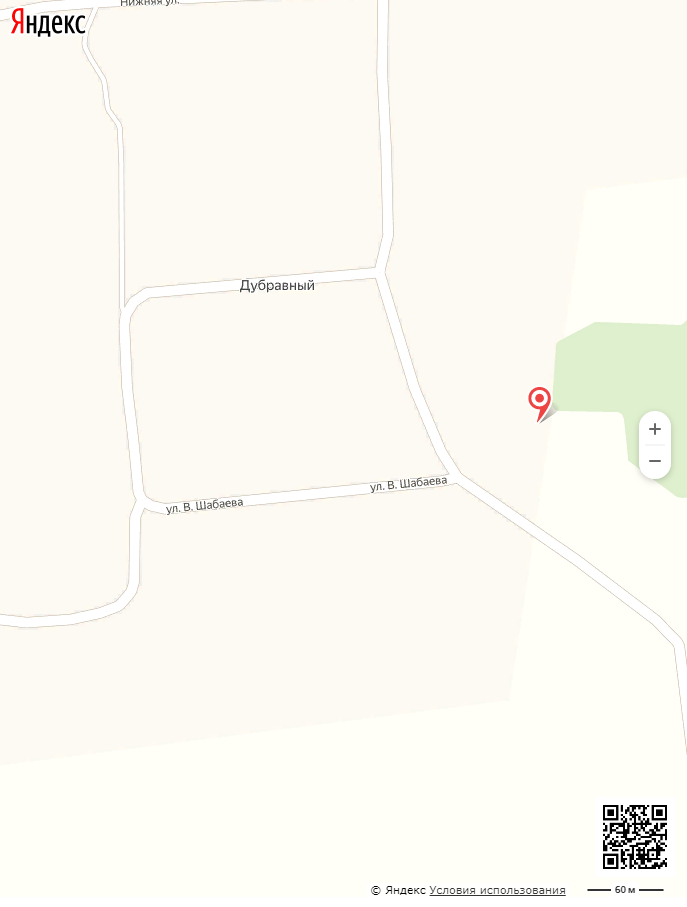 Нижняя ул.
Яндекс
Дубравный
ул. В. Шабаева
ул. В. Шабаева
© Яндекс Условия использования
60 м